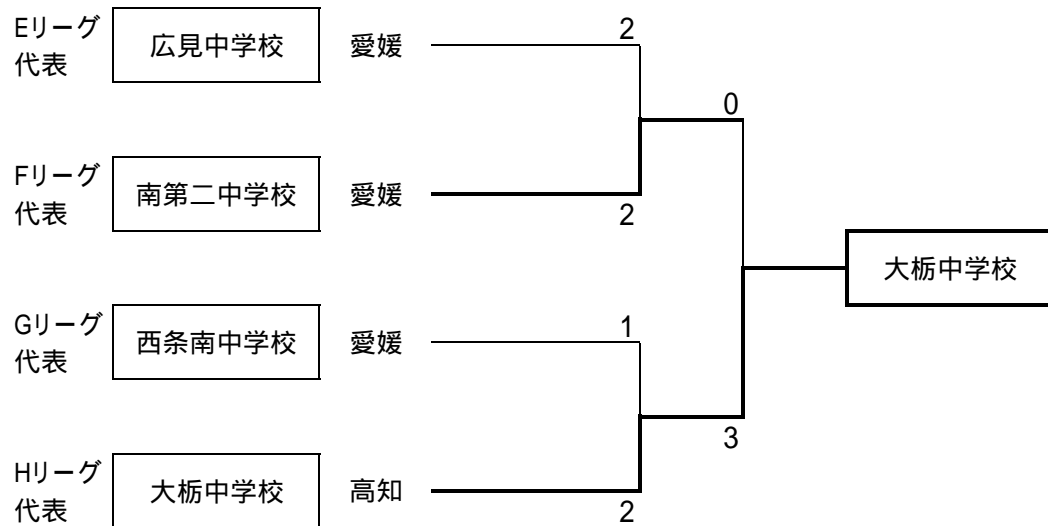 Eリーグ
代表
広見中学校
愛媛
2
0
Fリーグ
代表
南第二中学校
愛媛
2
大栃中学校
Gリーグ
代表
西条南中学校
愛媛
1
3
Hリーグ
代表
大栃中学校
高知
2